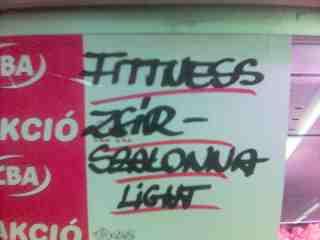 BA FITTNESS
AKCIÓ ZSÍR-
CBA SZALONNA
LIGHT
AKCIÓ